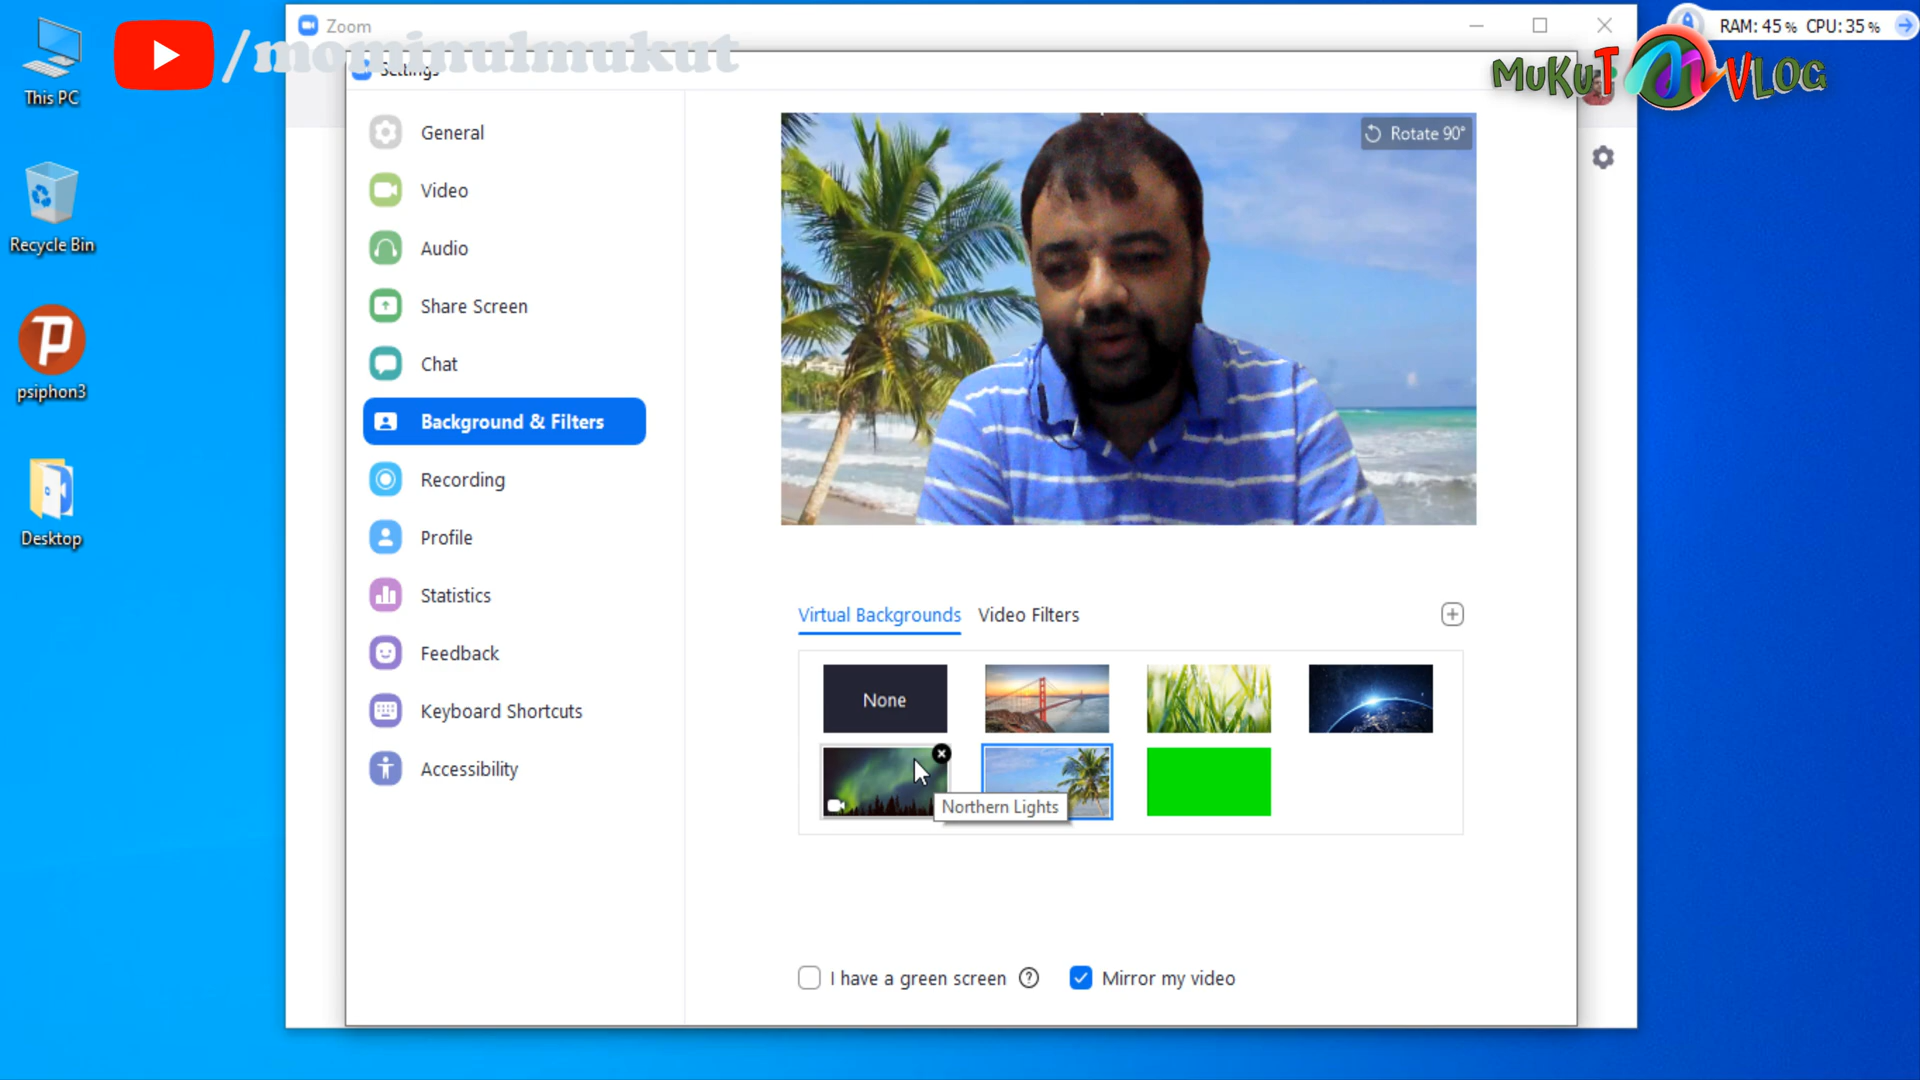 Zoom
/mominulmukut
Settings
RAM: 45% CPU: 35%
MuKuT VLOG
This PC
Recycle Bin
psiphon3
Desktop
General
Video
Audio
Share Screen
Chat
Background & Filters
Recording
Profile
Statistics
Feedback
Keyboard Shortcuts
Accessibility
Rotate 90°
Virtual Backgrounds Video Filters
None
Northern Lights
I have a green screen ?
Mirror my video